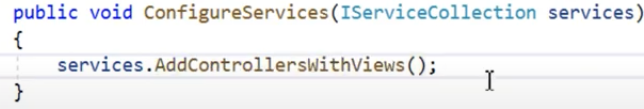 public void ConfigureServices(IServiceCollection services)
{
    services.AddControllersWithViews();
}